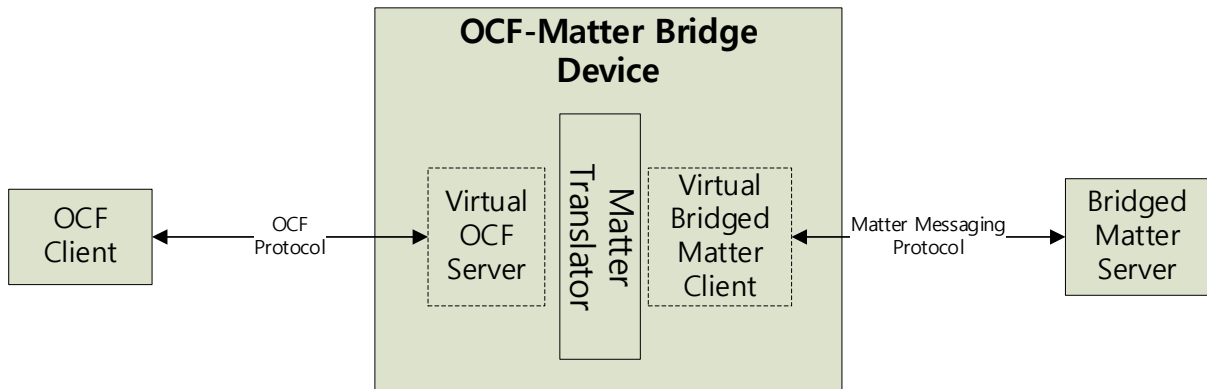 OCF-Matter Bridge
Device
OCF
Client
OCF
Protocol
Virtual
OCF
Server
Matter
Translator
Virtual
Bridged
Matter
Client
Matter Messaging
Protocol
Bridged
Matter
Server